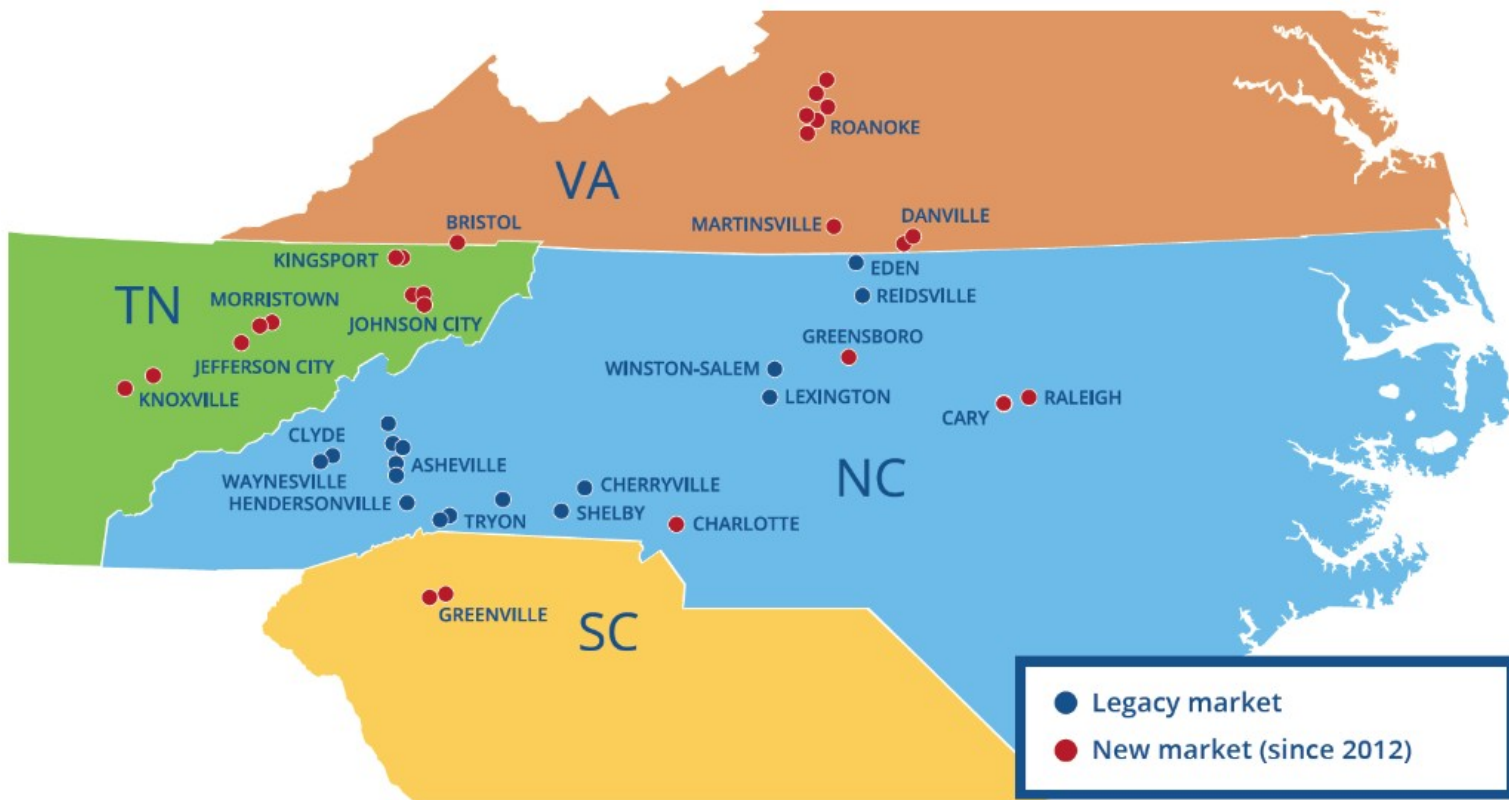 ROANOKE
VA
MARTINSVILLE
DANVILLE
BRISTOL
KINGSPORT
EDEN
TN
MORRISTOWN
REIDSVILLE
JOHNSON CITY
GREENSBORO
JEFFERSON CITY
WINSTON-SALEM
KNOXVILLE
LEXINGTON
CARY
RALEIGH
CLYDE
ASHEVILLE
WAYNESVILLE
NC
CHERRYVILLE
HENDERSONVILLE
TRYON
SHELBY
CHARLOTTE
GREENVILLE
SC
Legacy market
New market (since 2012)